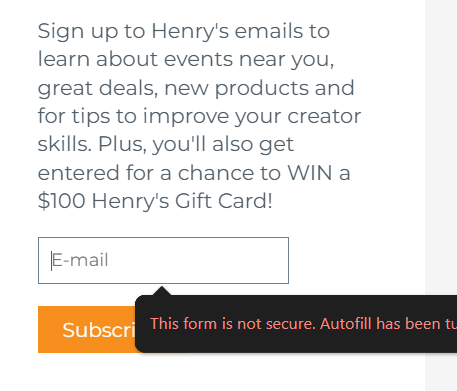 Sign up to Henry's emails to
learn about events near you,
great deals, new products and
for tips to improve your creator
skills. Plus, you'll also get
entered for a chance to WIN a
$100 Henry's Gift Card!
E-mail
Subscri
This form is not secure. Autofill has been tu